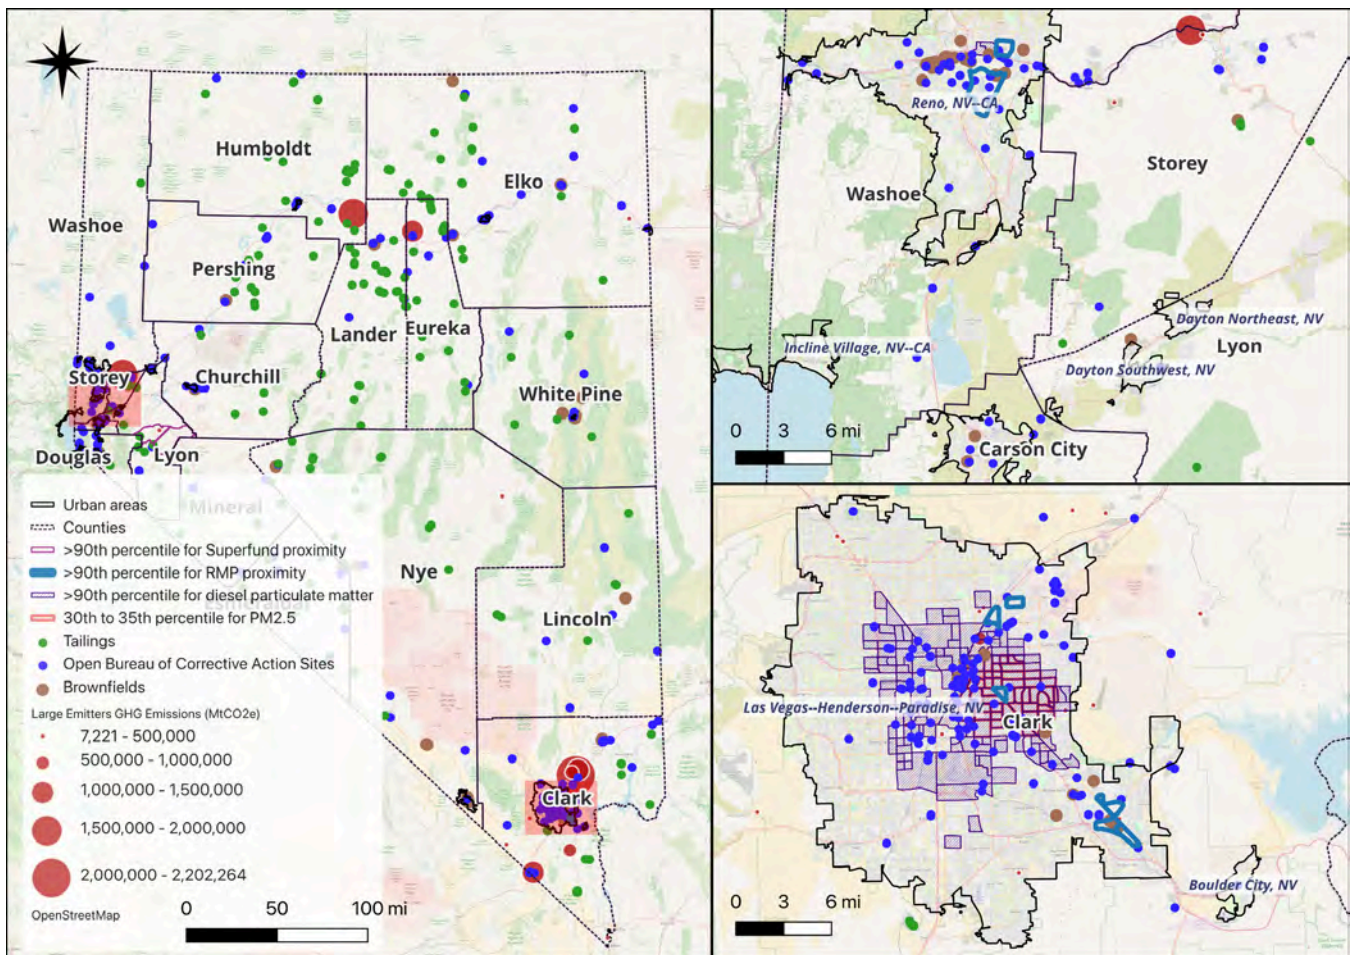 Humboldt
Elko
Washoe
Pershing
Lander
Eureka
Storey
Churchill
White Pine
Douglas
Lyon
Mineral
Nye
Esmeralda
Lincoln
Clark
Urban areas
Counties
>90th percentile for Superfund proximity
>90th percentile for RMP proximity
>90th percentile for diesel particulate matter
30th to 35th percentile for PM2.5
Tailings
Open Bureau of Corrective Action Sites
Brownfields
Large Emitters GHG Emissions (MtCO2e)
7,221 - 500,000
500,000 - 1,000,000
1,000,000 - 1,500,000
1,500,000 - 2,000,000
2,000,000 - 2,202,264
OpenStreetMap
0 50 100 mi
Reno, NV--CA
Storey
Washoe
Dayton Northeast, NV
Incline Village, NV--CA
Lyon
Dayton Southwest, NV
0 3 6 mi
Carson City
Las Vegas--Henderson--Paradise, NV
Clark
Boulder City, NV
0 3 6 mi